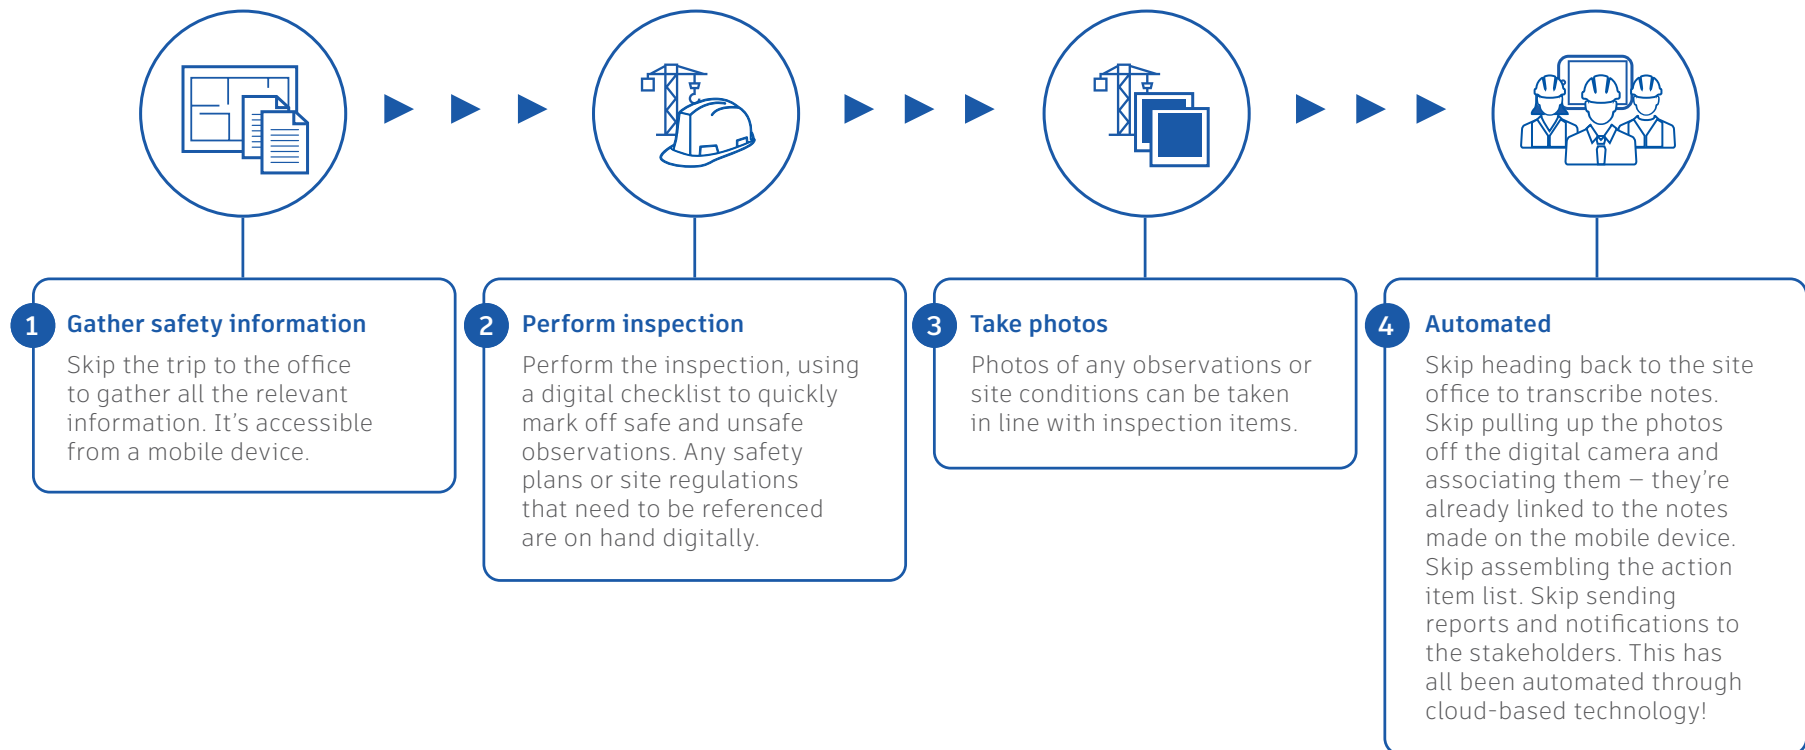 1
Gather safety information
Skip the trip to the office
to gather all the relevant
information. It’s accessible
from a mobile device.
2
Perform inspection
Perform the inspection, using
a digital checklist to quickly
mark off safe and unsafe
observations. Any safety
plans or site regulations
that need to be referenced
are on hand digitally.
3
Take photos
Photos of any observations or
site conditions can be taken
in line with inspection items.
4
Automated
Skip heading back to the site
office to transcribe notes.
Skip pulling up the photos
off the digital camera and
associating them – they’re
already linked to the notes
made on the mobile device.
Skip assembling the action
item list. Skip sending
reports and notifications to
the stakeholders. This has
all been automated through
cloud-based technology!